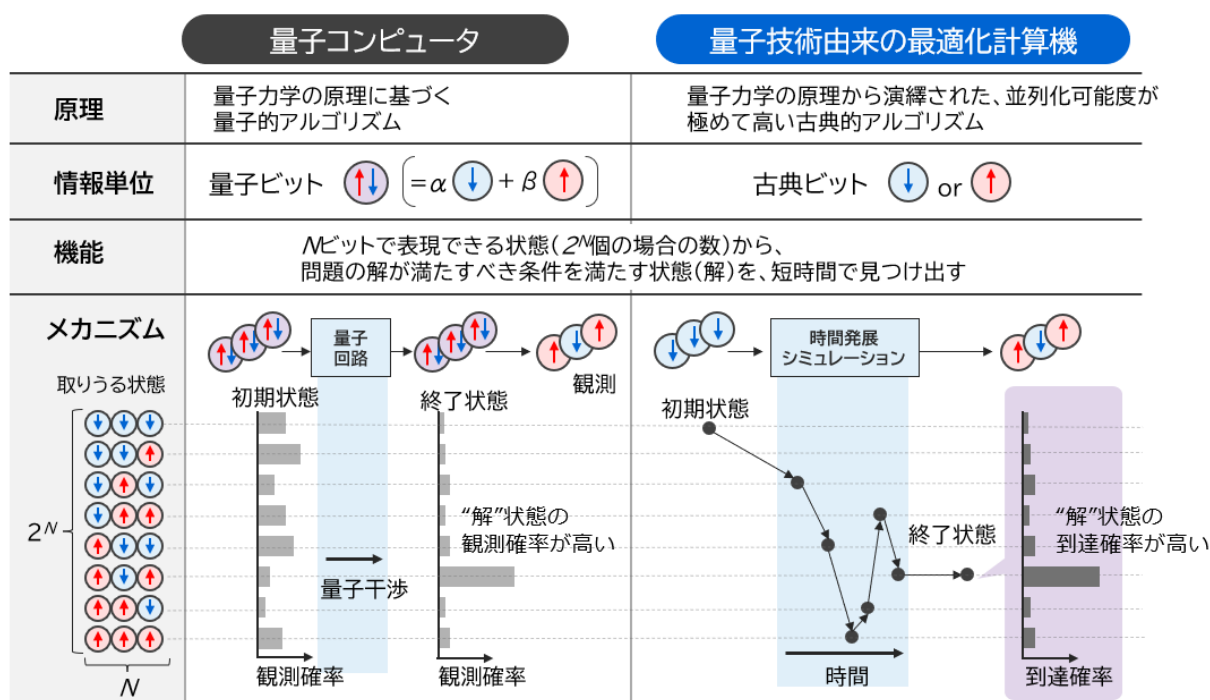 量子コンピュータ
量子技術由来の最適化計算機
原理
量子力学の原理に基づく
量子的アルゴリズム
量子力学の原理から演繹された、並列化可能度が
極めて高い古典的アルゴリズム
情報単位
量子ビット (=α + β )
古典ビット or
機能
Nビットで表現できる状態(2^N個の場合の数)から、
問題の解が満たすべき条件を満たす状態(解)を、短時間で見つけ出す
メカニズム
取りうる状態
2^N
N
量子
回路
観測
初期状態
終了状態
“解”状態の
観測確率が高い
量子干渉
観測確率
観測確率
時間発展
シミュレーション
初期状態
終了状態
時間
“解”状態の
到達確率が高い
到達確率